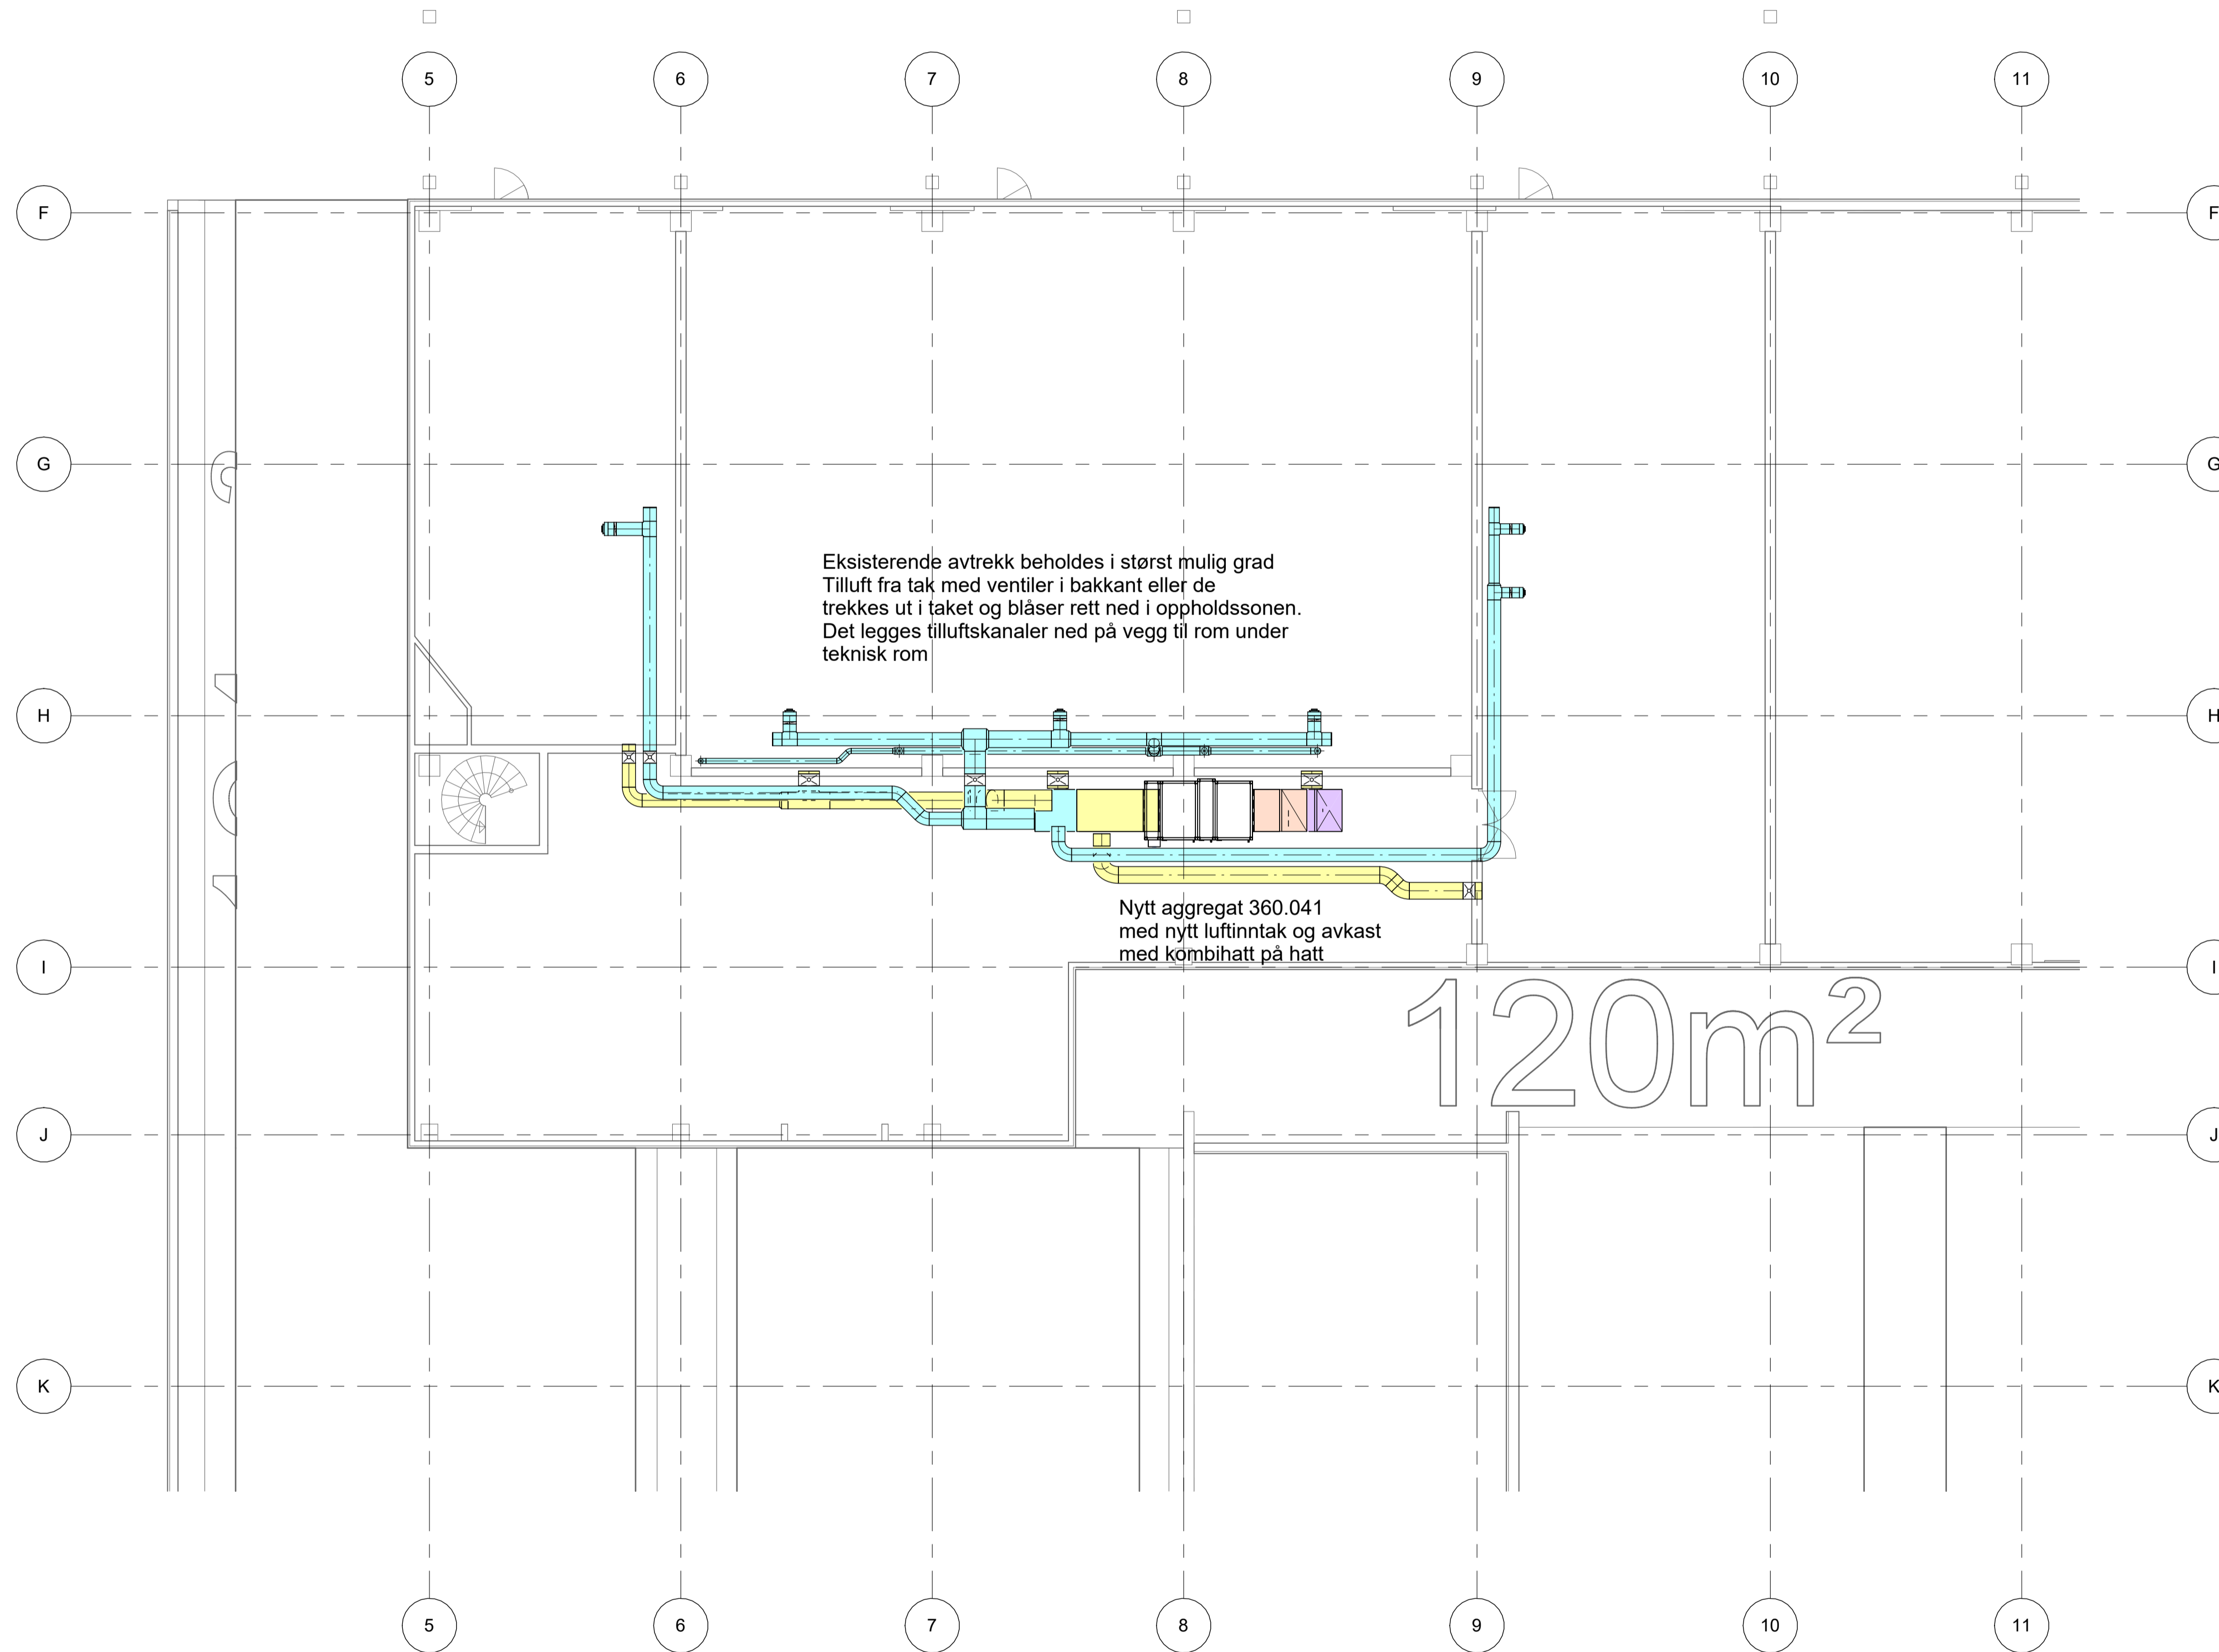 5 6 7 8 9 10 11
F F
G G
Eksisterende avtrekk beholdes i størst mulig grad
Tilluft fra tak med ventiler i bakkant eller de
trekkes ut i taket og blåser rett ned i oppholdssonen.
Det legges tilluftskanaler ned på vegg til rom under
teknisk rom
H H
Nytt aggregat 360.041
med nytt luftinntak og avkast
med kombihatt på hatt
I I
120m²
J J
K K
5 6 7 8 9 10 11